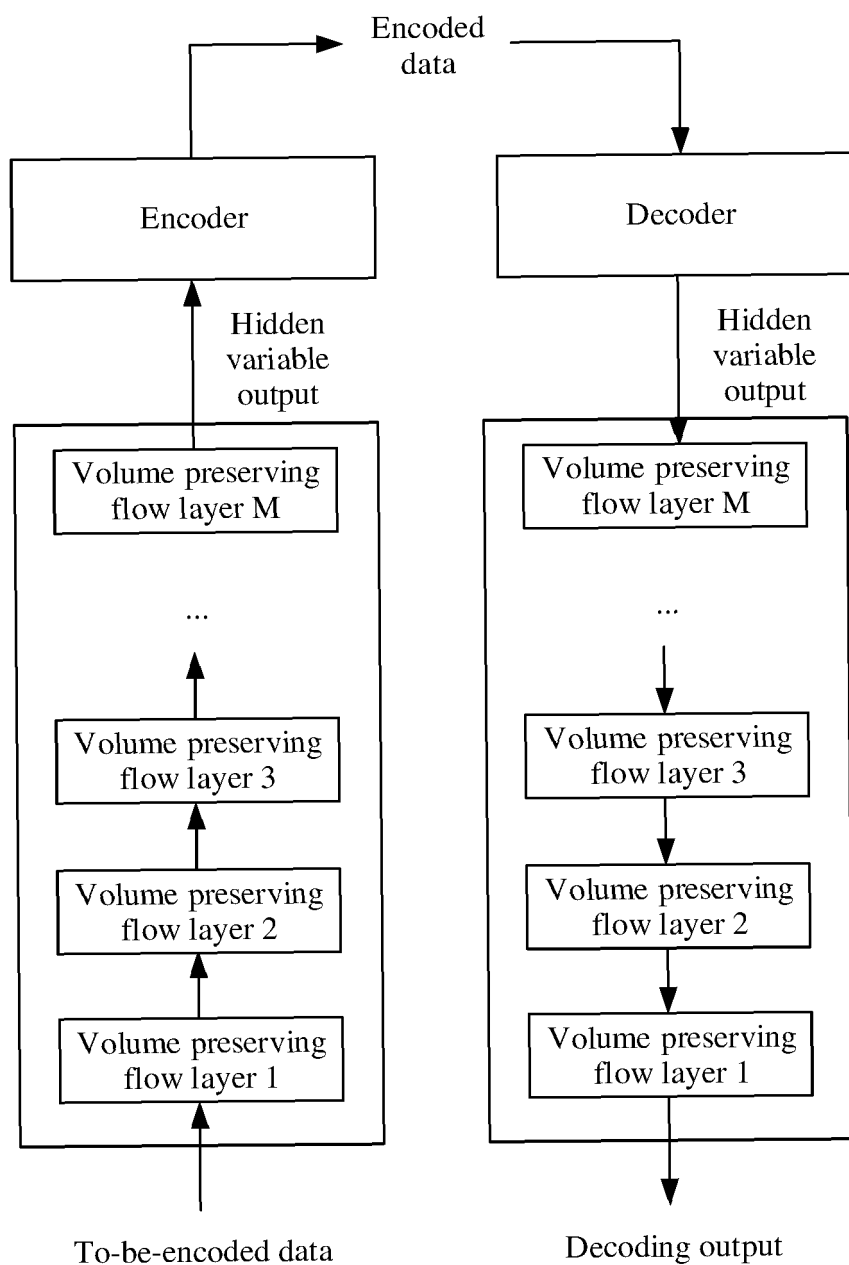 Encoded
data
Encoder
Decoder
Hidden
variable
output
Hidden
variable
output
Volume preserving
flow layer M
Volume preserving
flow layer M
...
...
Volume preserving
flow layer 3
Volume preserving
flow layer 3
Volume preserving
flow layer 2
Volume preserving
flow layer 2
Volume preserving
flow layer 1
Volume preserving
flow layer 1
To-be-encoded data
Decoding output